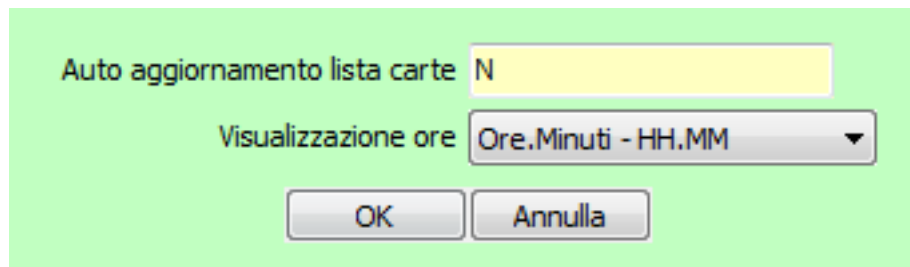 Auto aggiornamento lista carte N
Visualizzazione ore Ore.Minuti - HH.MM
OK Annulla